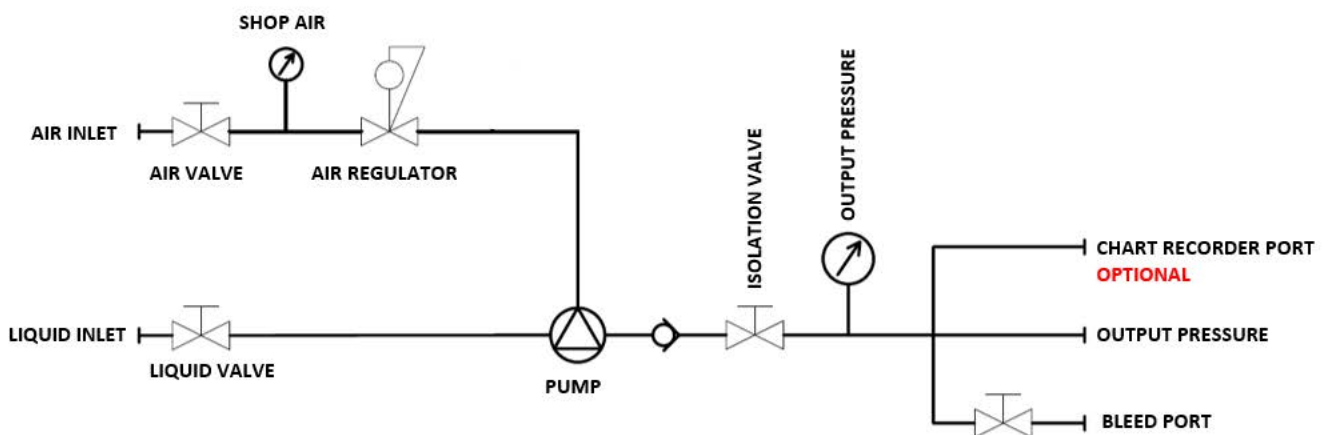 SHOP AIR
AIR INLET
AIR VALVE
AIR REGULATOR
ISOLATION VALVE
OUTPUT PRESSURE
CHART RECORDER PORT
OPTIONAL
LIQUID INLET
OUTPUT PRESSURE
LIQUID VALVE
PUMP
BLEED PORT